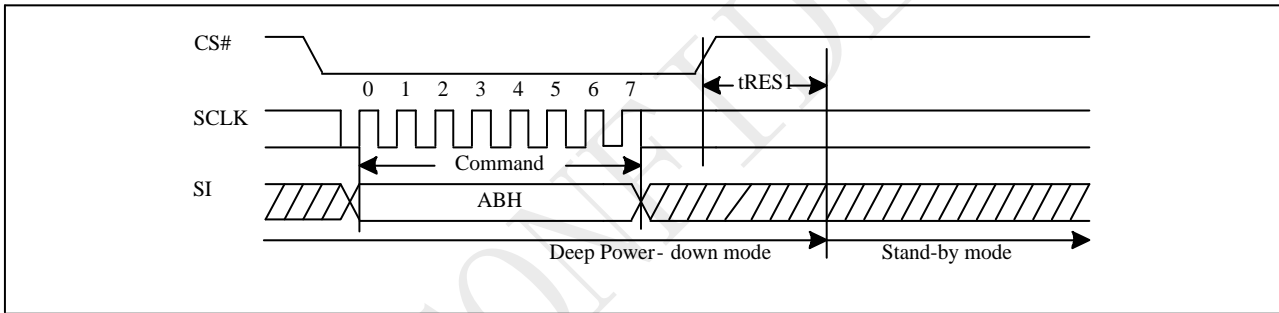 CS#
tRES1
0 1 2 3 4 5 6 7
SCLK
Command
SI
ABH
Deep Power- down mode
Stand-by mode